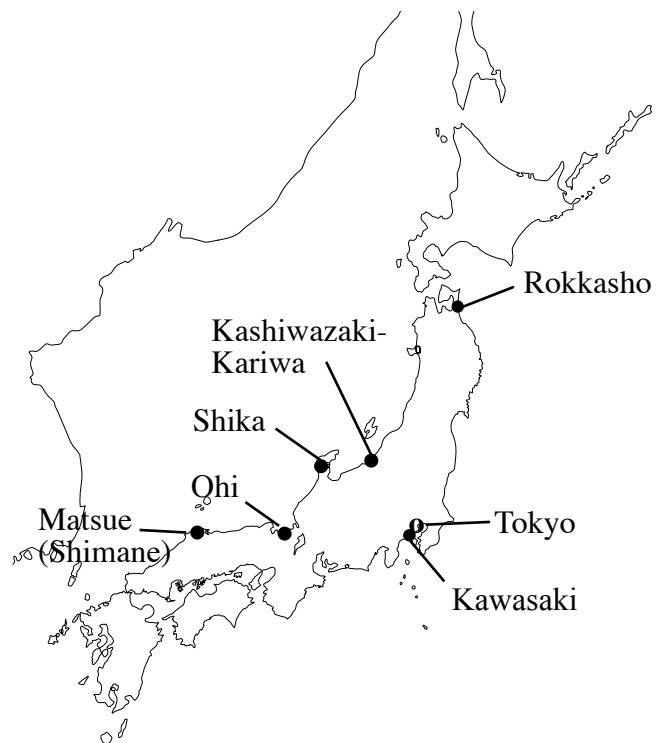 Rokkasho
Kashiwazaki-
Kariwa
Shika
Ohi
Matsue
(Shimane)
Tokyo
Kawasaki